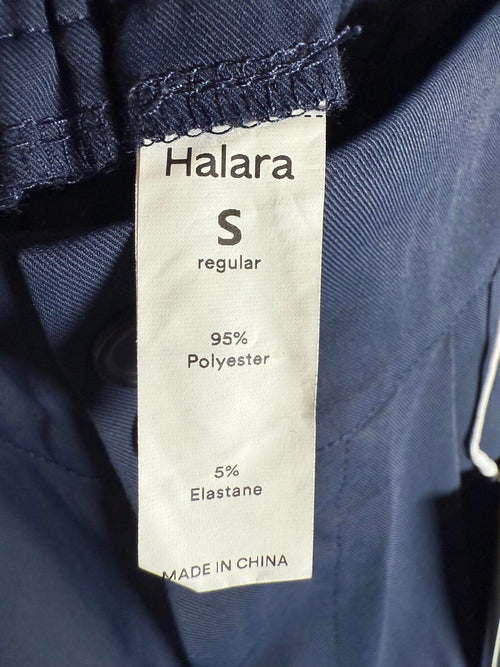 Halara
S
regular
95%
Polyester
5%
Elastane
MADE IN CHINA